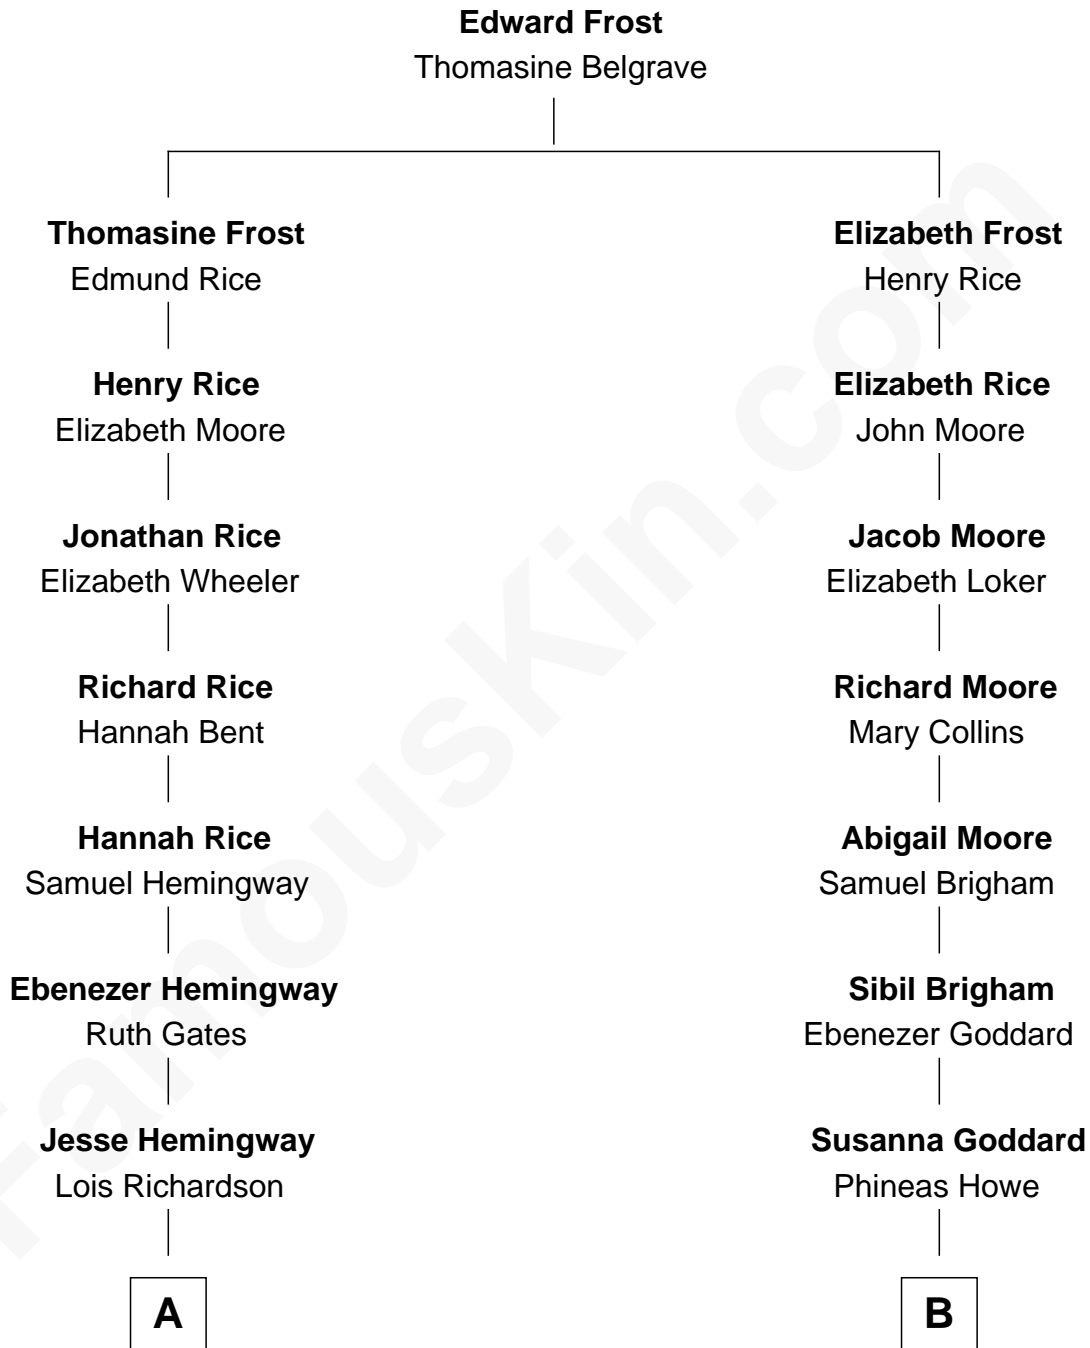 Edward Frost
Thomasine Belgrave
Thomasine Frost
Edmund Rice
Elizabeth Frost
Henry Rice
Henry Rice
Elizabeth Moore
Elizabeth Rice
John Moore
Jonathan Rice
Elizabeth Wheeler
Jacob Moore
Elizabeth Loker
Richard Rice
Hannah Bent
Richard Moore
Mary Collins
Hannah Rice
Samuel Hemingway
Abigail Moore
Samuel Brigham
Ebenezer Hemingway
Ruth Gates
Sibil Brigham
Ebenezer Goddard
Jesse Hemingway
Lois Richardson
Susanna Goddard
Phineas Howe
A
B
FamousKin.com